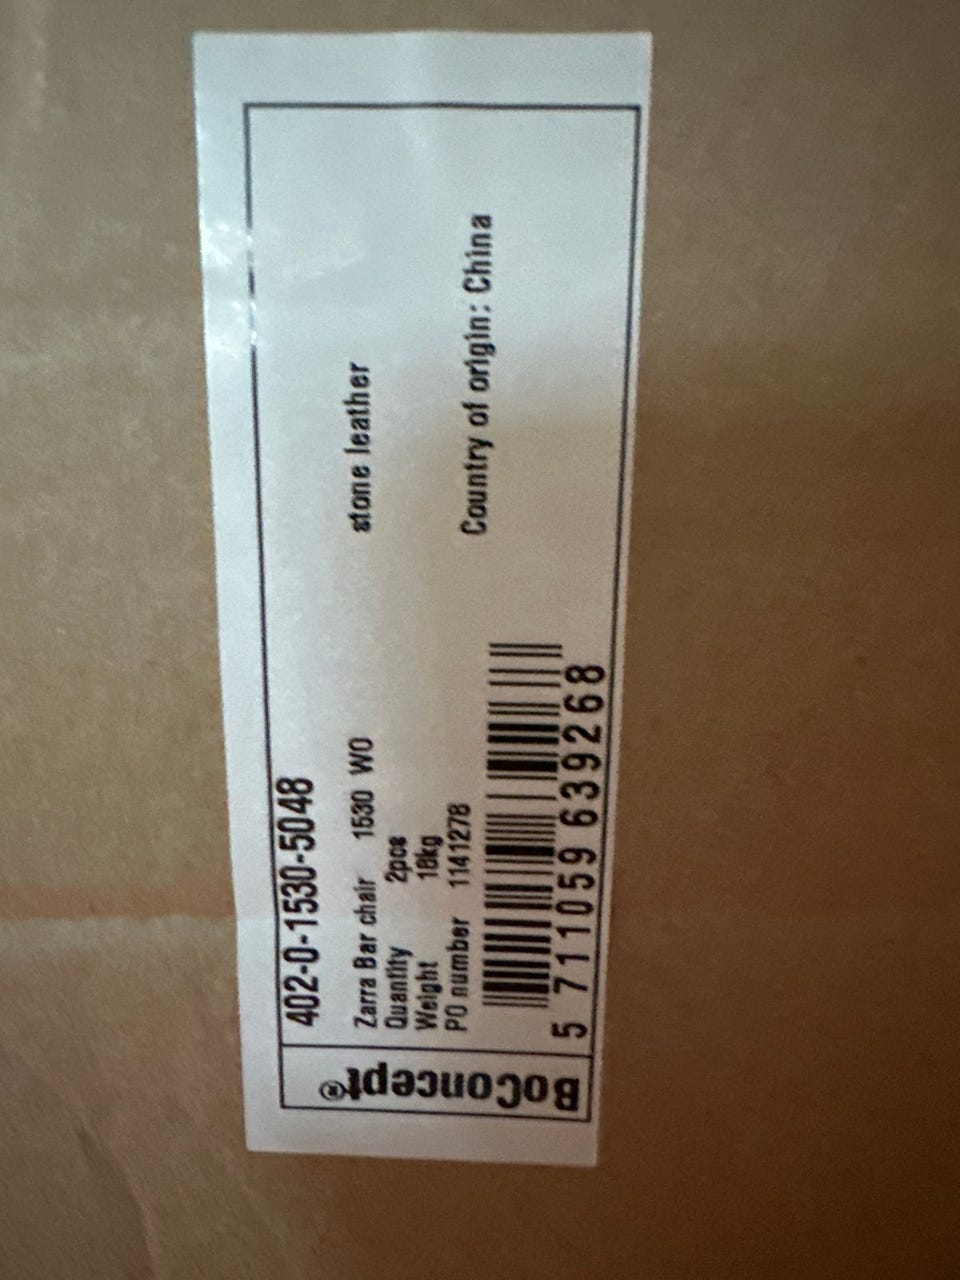 BoConcept®
402-0-1530-5048
Zarra Bar chair 1530 WO stone leather
Quantity 2pcs
Weight 18kg
PO number 1141278
Country of origin: China
5 711059 639268